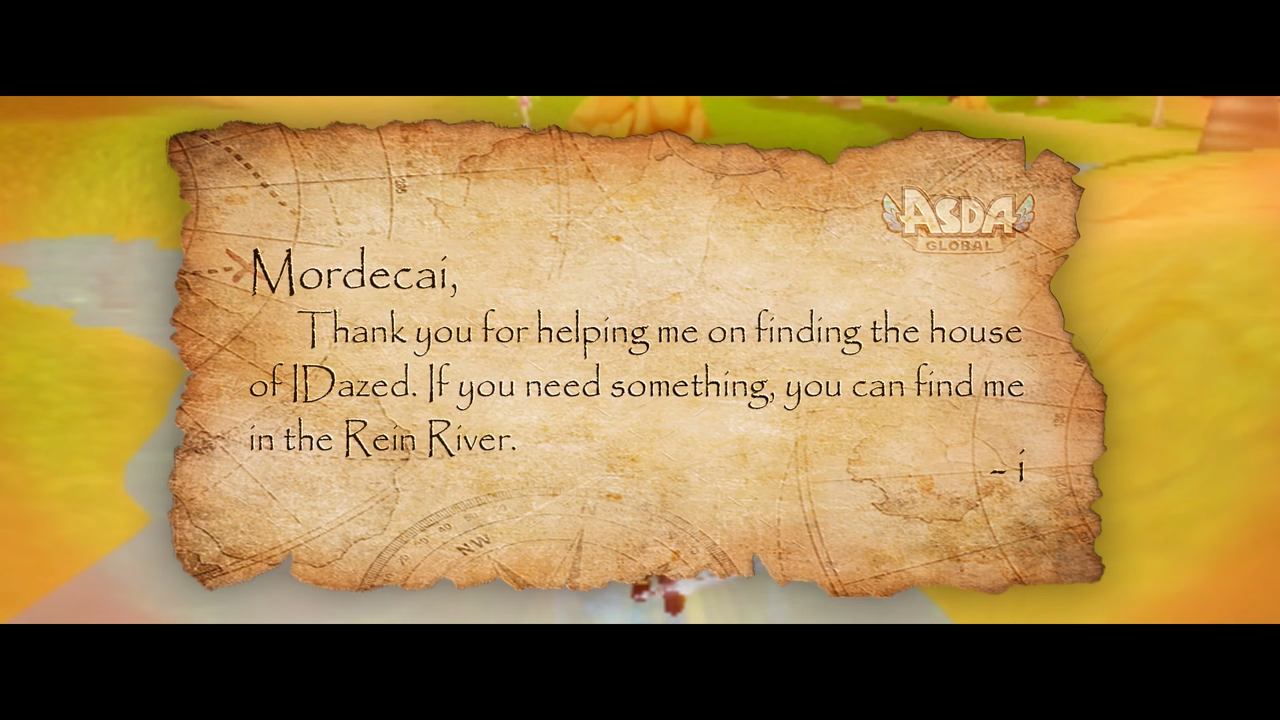 ASDA
GLOBAL
Mordecai,
Thank you for helping me on finding the house
of IDazed. If you need something, you can find me
in the Rein River.
- i
NW